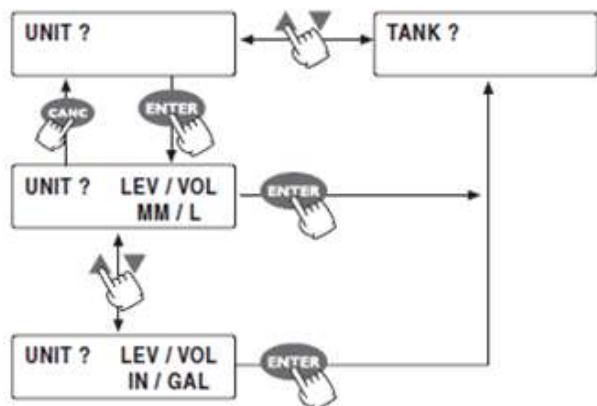 UNIT ?
TANK ?
CANC
ENTER
UNIT ? LEV / VOL
MM / L
ENTER
UNIT ? LEV / VOL
IN / GAL
ENTER